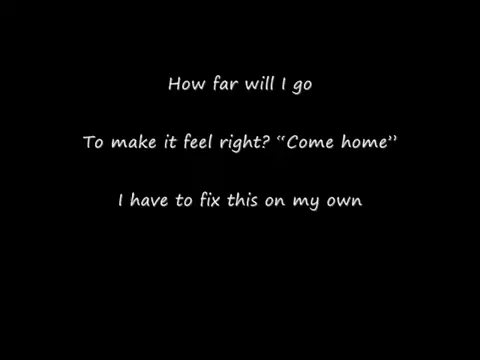 How far will I go
To make it feel right? “Come home”
I have to fix this on my own